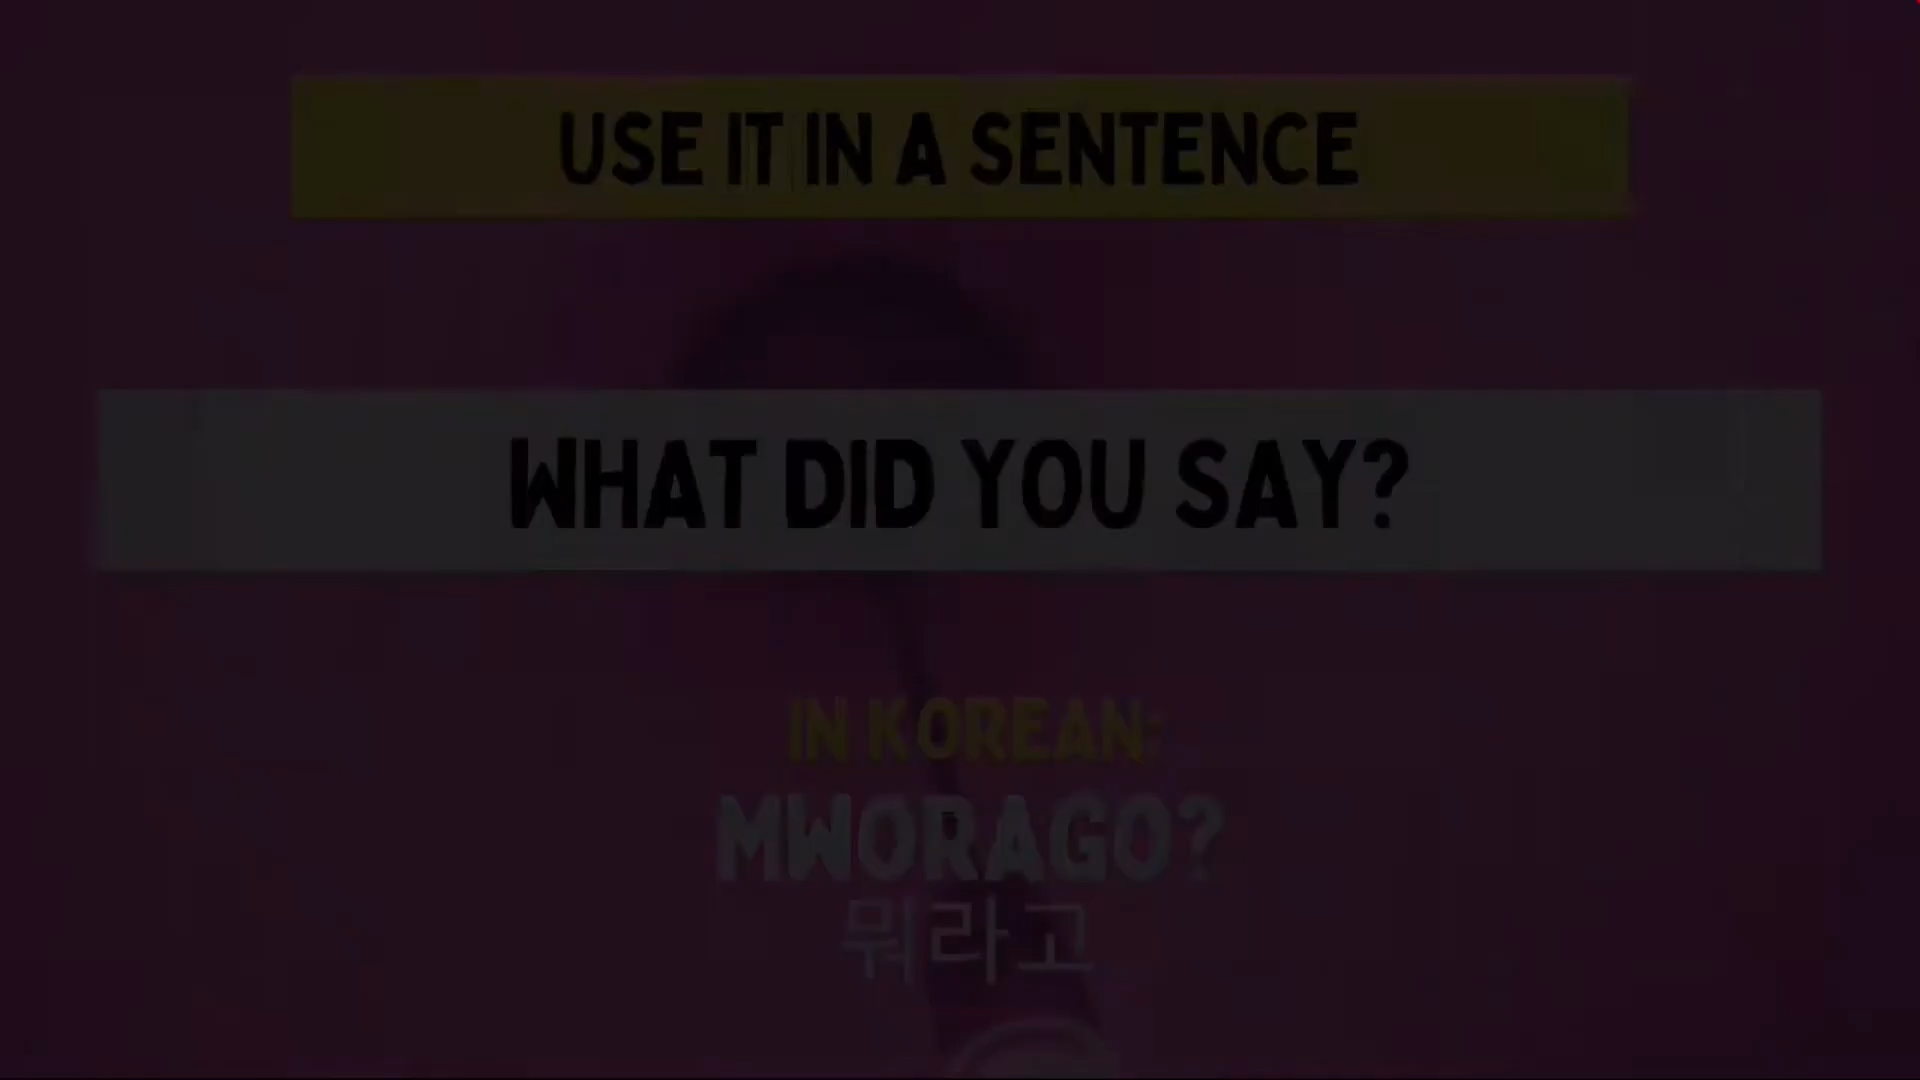 USE IT IN A SENTENCE
WHAT DID YOU SAY?
IN KOREAN:
MWORAGO?
뭐라고